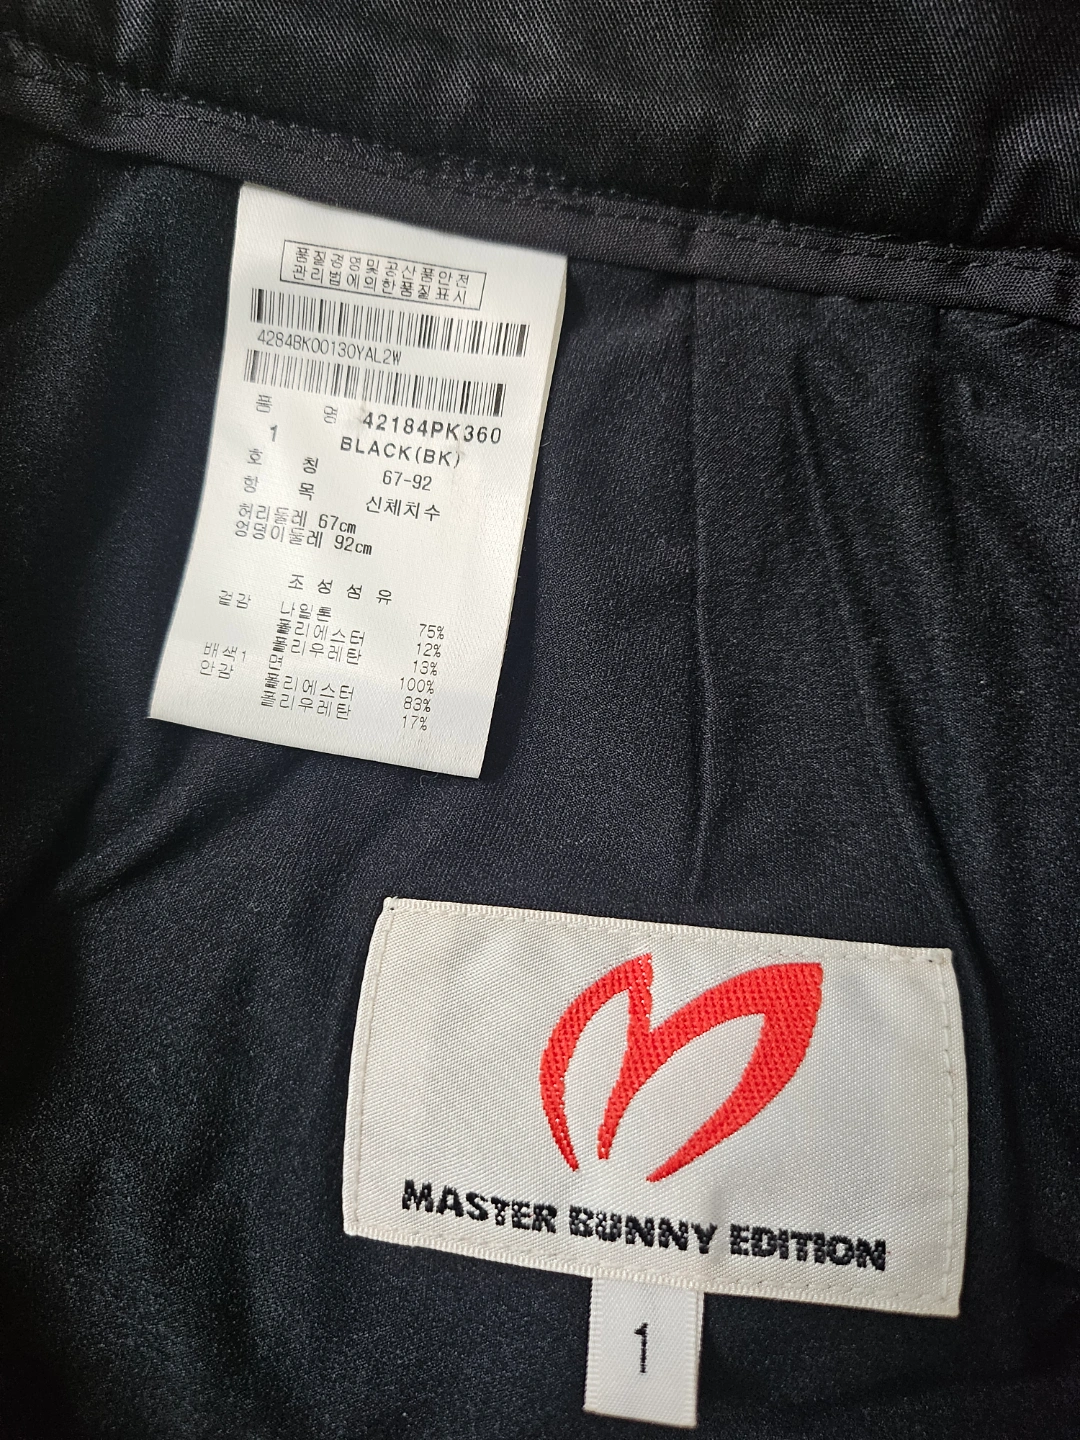 품질경영및공산품안전
관리법에의한품질표시
4284BK00130YAL2W
품 명 42184PK360
1 BLACK(BK)
호 칭 67-92
항 목 신체치수
허리둘레 67cm
엉덩이둘레 92cm
조 성 섬 유
겉감 나일론 75%
폴리에스터 12%
폴리우레탄 13%
배색1 면 100%
안감 폴리에스터 83%
폴리우레탄 17%
MASTER BUNNY EDITION
1